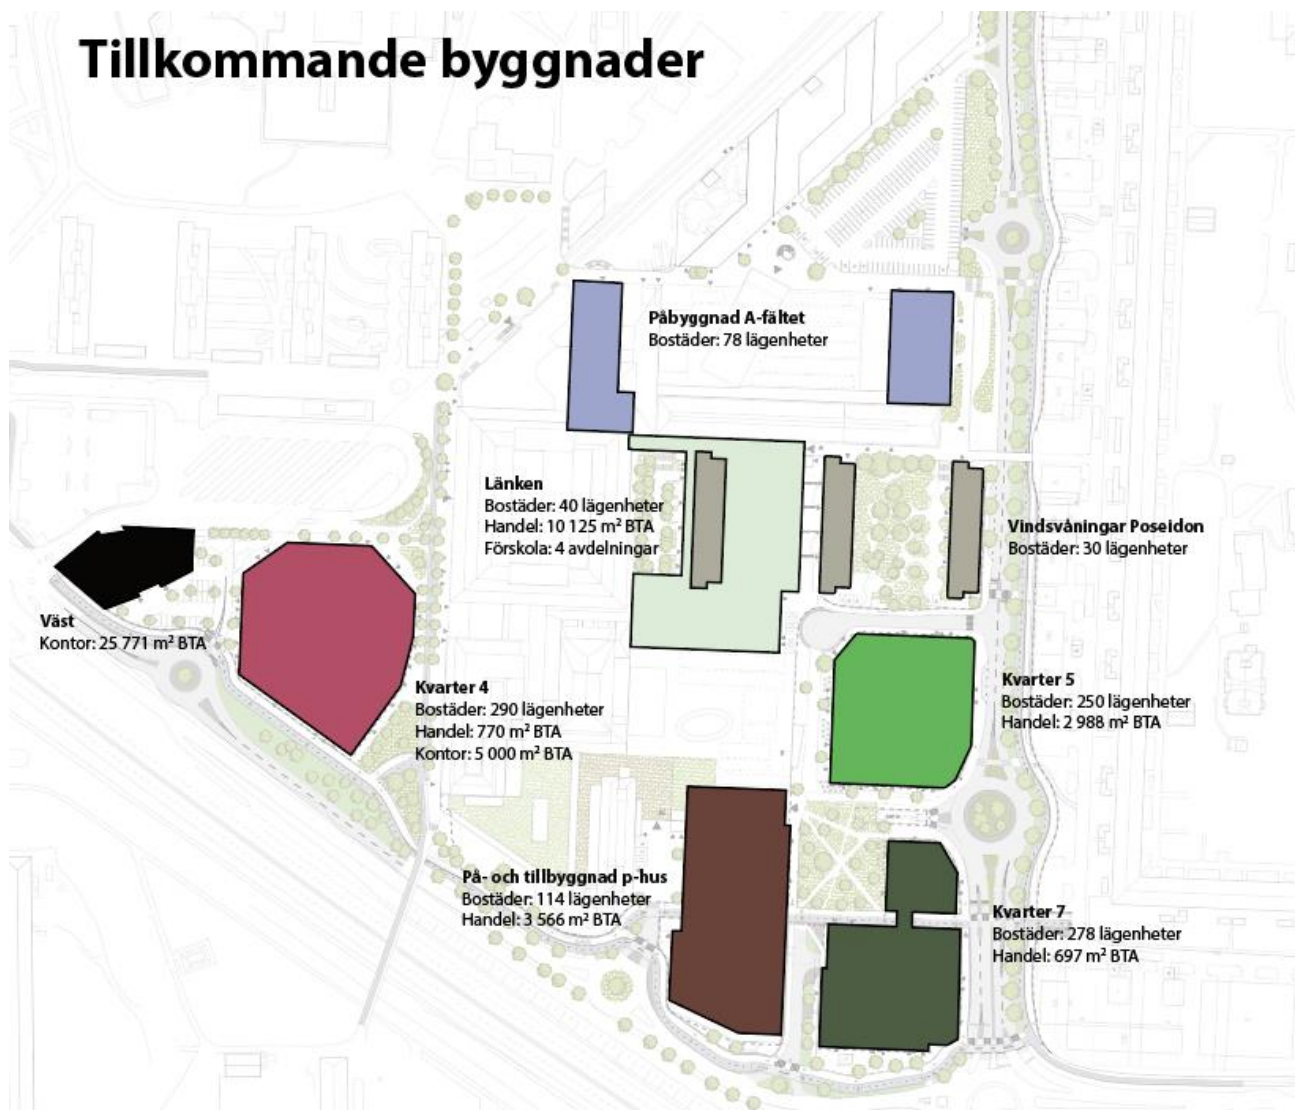 Tillkommande byggnader
Påbyggnad A-fältet
Bostäder: 78 lägenheter
Länken
Bostäder: 40 lägenheter
Handel: 10 125 m² BTA
Förskola: 4 avdelningar
Vindsvåningar Poseidon
Bostäder: 30 lägenheter
Väst
Kontor: 25 771 m² BTA
Kvarter 4
Bostäder: 290 lägenheter
Handel: 770 m² BTA
Kontor: 5 000 m² BTA
Kvarter 5
Bostäder: 250 lägenheter
Handel: 2 988 m² BTA
På- och tillbyggnad p-hus
Bostäder: 114 lägenheter
Handel: 3 566 m² BTA
Kvarter 7
Bostäder: 278 lägenheter
Handel: 697 m² BTA